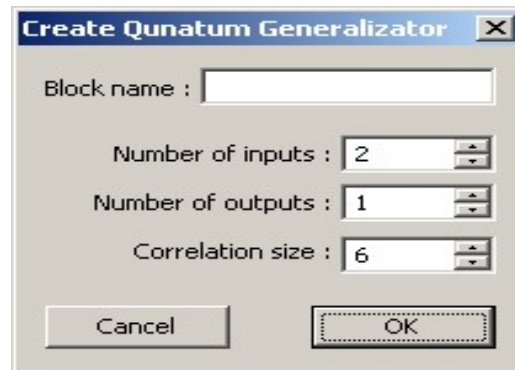 Create Qunatum Generalizator
Block name :
Number of inputs : 2
Number of outputs : 1
Correlation size : 6
Cancel OK